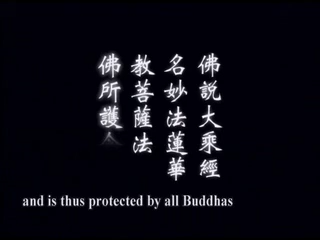 佛說大乘經
名妙法蓮華
教菩薩法
佛所護
and is thus protected by all Buddhas